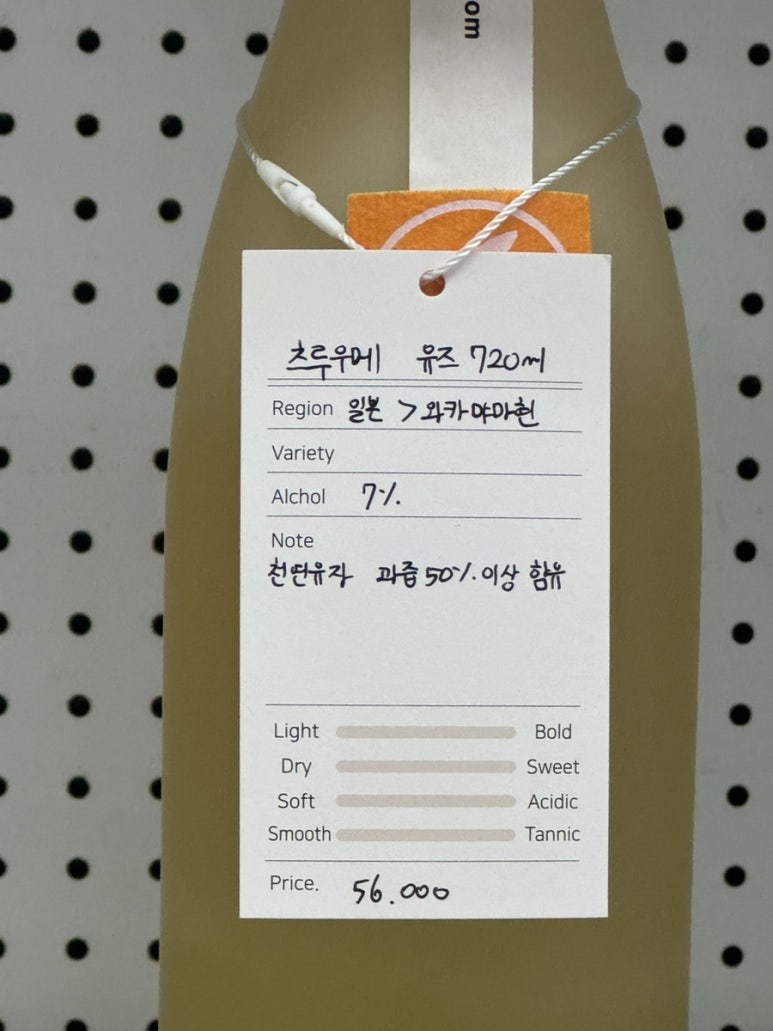 om
츠루우메 유즈 720ml
Region 일본 > 와카야마현
Variety
Alchol 7%.
Note
천연유자 과즙 50%.이상 함유
Light Bold
Dry Sweet
Soft Acidic
Smooth Tannic
Price. 56.000